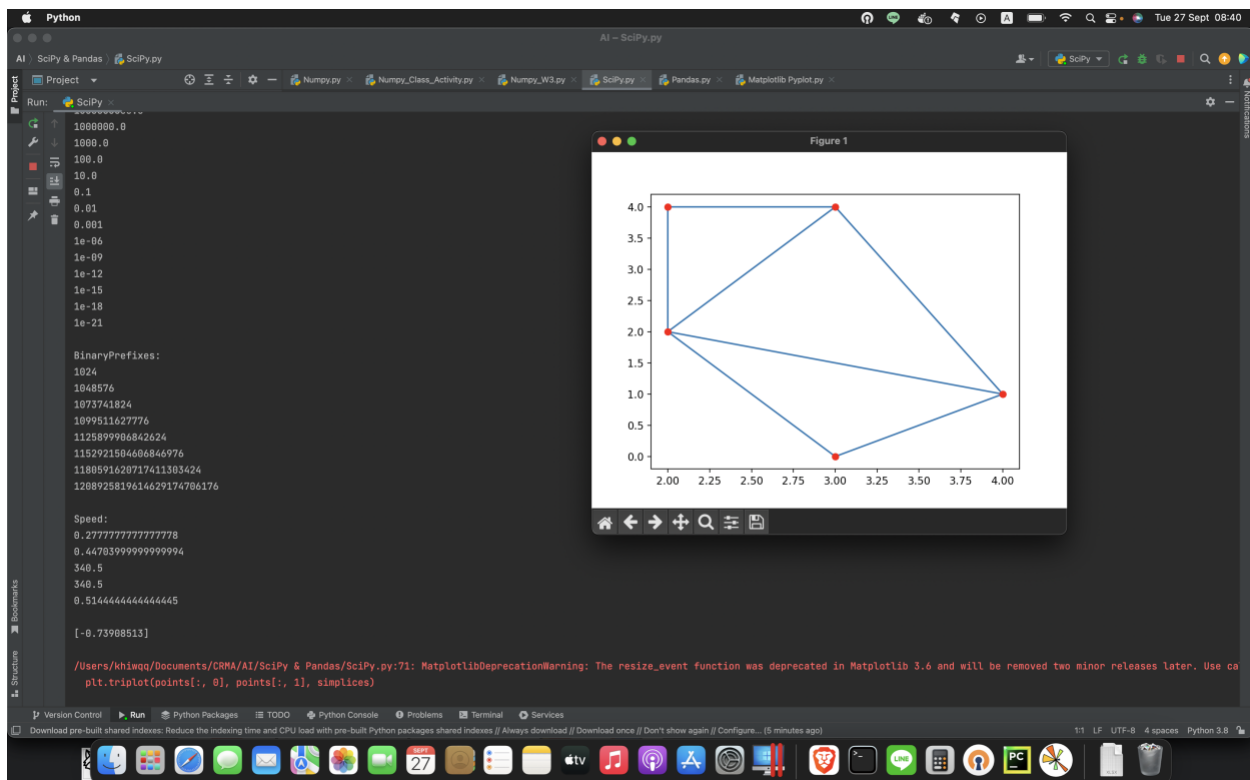 Python
Tue 27 Sept 08:40
AI – SciPy.py
AI 〉 SciPy & Pandas 〉 SciPy.py
SciPy
Project
Numpy.py
Numpy_Class_Activity.py
Numpy_W3.py
SciPy.py
Pandas.py
Matplotlib Pyplot.py
Project
Notifications
Run: SciPy
1000000.0
1000.0
100.0
10.0
0.1
0.01
0.001
1e-06
1e-09
1e-12
1e-15
1e-18
1e-21
BinaryPrefixes:
1024
1048576
1073741824
1099511627776
1125899906842624
1152921504606846976
1180591620717411303424
1208925819614629174706176
Speed:
0.2777777777777778
0.44703999999999994
340.5
340.5
0.5144444444444445
[-0.73908513]
/Users/khiwqq/Documents/CRMA/AI/SciPy & Pandas/SciPy.py:71: MatplotlibDeprecationWarning: The resize_event function was deprecated in Matplotlib 3.6 and will be removed two minor releases later. Use ca
plt.triplot(points[:, 0], points[:, 1], simplices)
Figure 1
4.0
3.5
3.0
2.5
2.0
1.5
1.0
0.5
0.0
2.00 2.25 2.50 2.75 3.00 3.25 3.50 3.75 4.00
Bookmarks
Structure
Version Control Run Python Packages TODO Python Console Problems Terminal Services
Download pre-built shared indexes: Reduce the indexing time and CPU load with pre-built Python packages shared indexes // Always download // Download once // Don't show again // Configure... (5 minutes ago)
1:1 LF UTF-8 4 spaces Python 3.8
SEPT
27
tv
LINE
PC